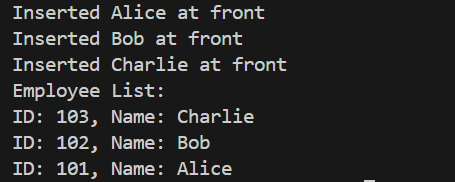 Inserted Alice at front
Inserted Bob at front
Inserted Charlie at front
Employee List:
ID: 103, Name: Charlie
ID: 102, Name: Bob
ID: 101, Name: Alice